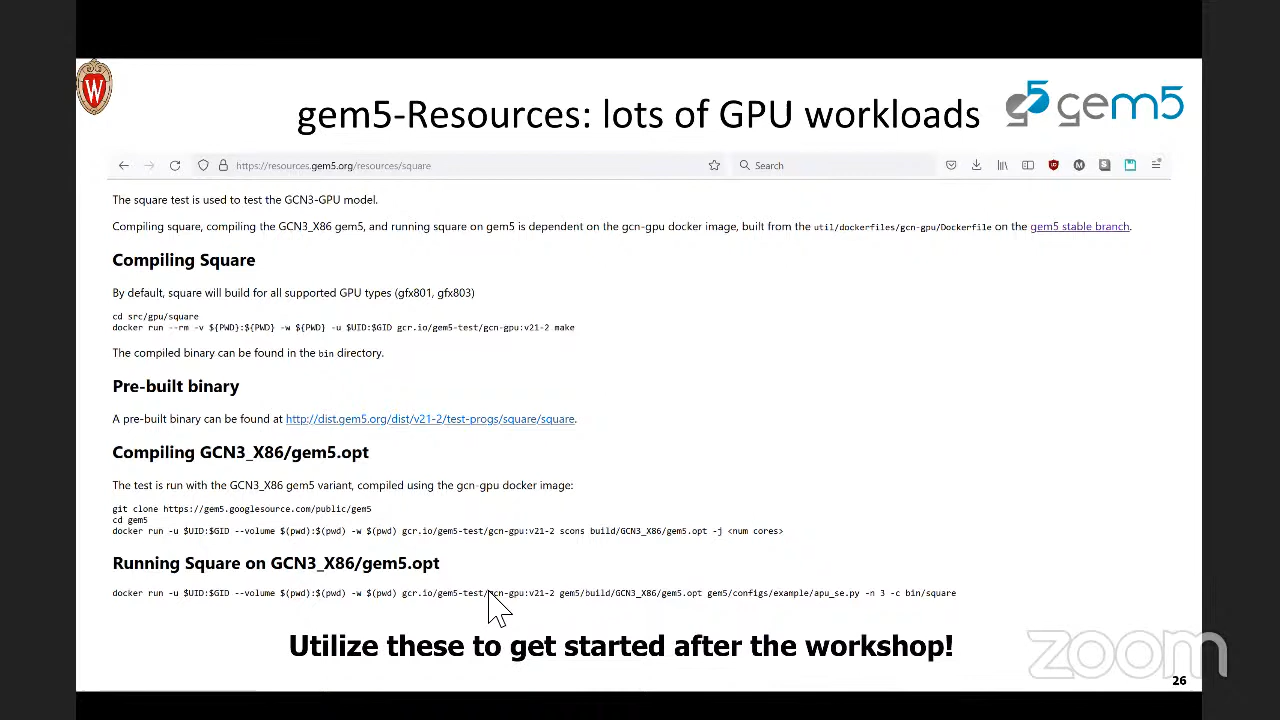 W
gem5-Resources: lots of GPU workloads
gem5
https://resources.gem5.org/resources/square
Search
The square test is used to test the GCN3-GPU model.
Compiling square, compiling the GCN3_X86 gem5, and running square on gem5 is dependent on the gcn-gpu docker image, built from the util/dockerfiles/gcn-gpu/Dockerfile on the gem5 stable branch.
Compiling Square
By default, square will build for all supported GPU types (gfx801, gfx803)
cd src/gpu/square
docker run --rm -v ${PWD}:${PWD} -w ${PWD} -u $UID:$GID gcr.io/gem5-test/gcn-gpu:v21-2 make
The compiled binary can be found in the bin directory.
Pre-built binary
A pre-built binary can be found at http://dist.gem5.org/dist/v21-2/test-progs/square/square.
Compiling GCN3_X86/gem5.opt
The test is run with the GCN3_X86 gem5 variant, compiled using the gcn-gpu docker image:
git clone https://gem5.googlesource.com/public/gem5
cd gem5
docker run -u $UID:$GID --volume $(pwd):$(pwd) -w $(pwd) gcr.io/gem5-test/gcn-gpu:v21-2 scons build/GCN3_X86/gem5.opt -j <num cores>
Running Square on GCN3_X86/gem5.opt
docker run -u $UID:$GID --volume $(pwd):$(pwd) -w $(pwd) gcr.io/gem5-test/gcn-gpu:v21-2 gem5/build/GCN3_X86/gem5.opt gem5/configs/example/apu_se.py -n 3 -c bin/square
Utilize these to get started after the workshop!
zoom
26